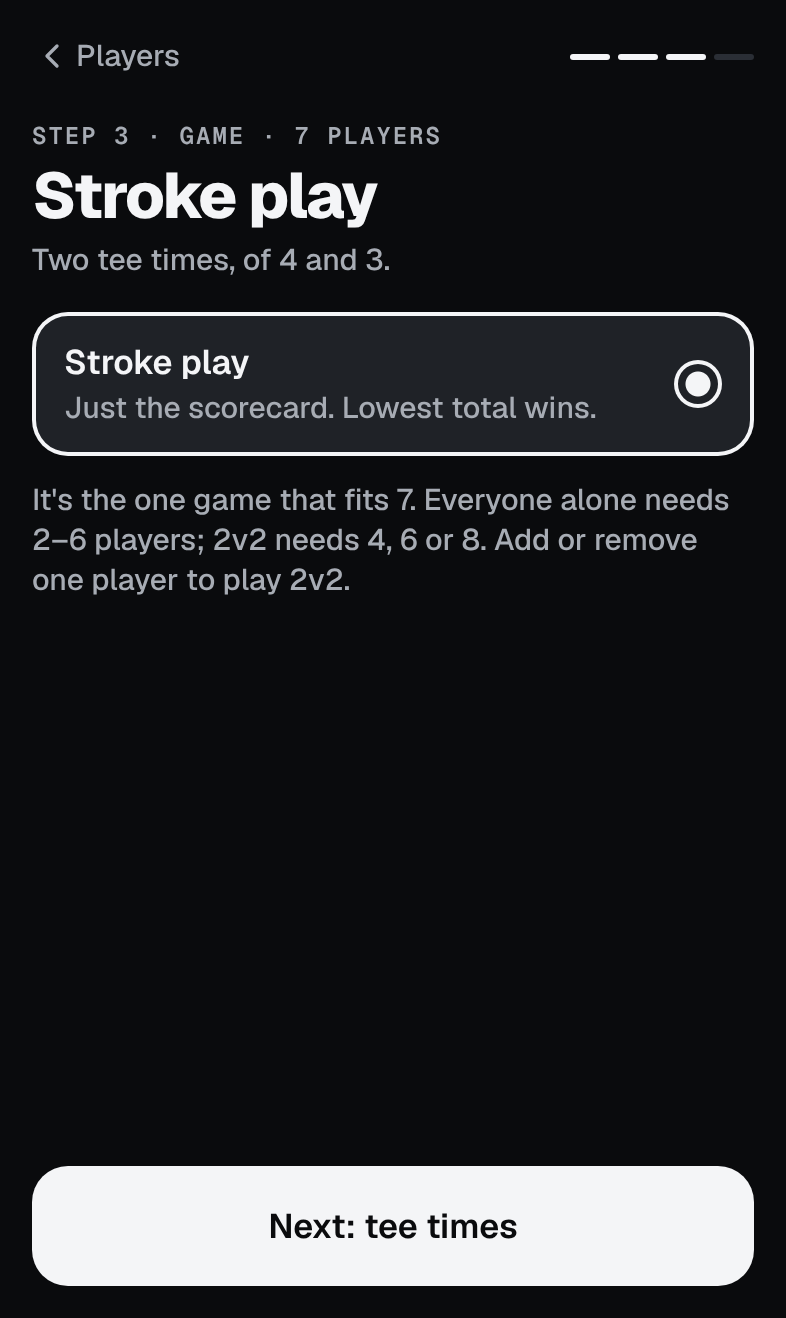 Players
STEP 3 · GAME · 7 PLAYERS
Stroke play
Two tee times, of 4 and 3.
Stroke play
Just the scorecard. Lowest total wins.
It's the one game that fits 7. Everyone alone needs
2–6 players; 2v2 needs 4, 6 or 8. Add or remove
one player to play 2v2.
Next: tee times